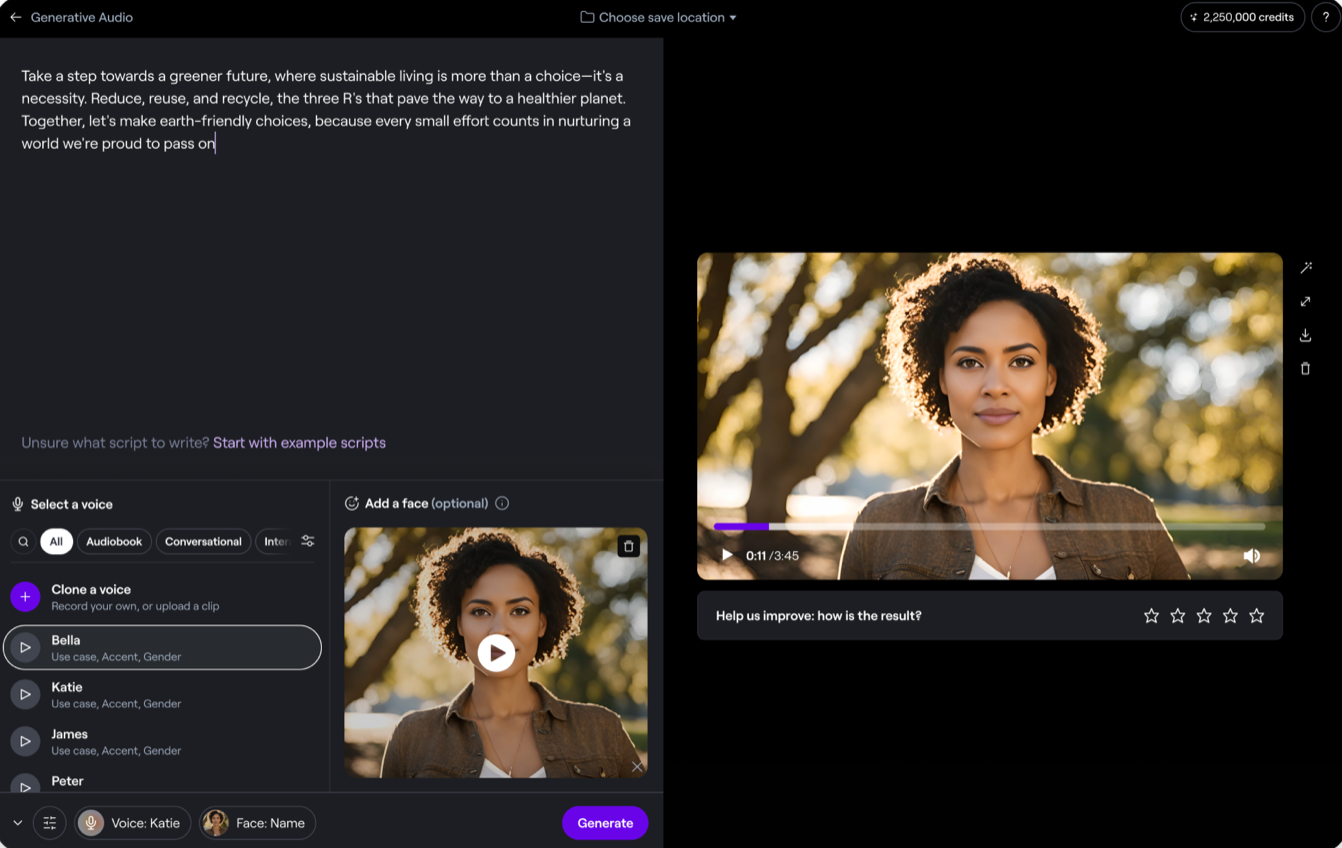 Generative Audio
Choose save location
2,250,000 credits
?
Take a step towards a greener future, where sustainable living is more than a choice—it's a
necessity. Reduce, reuse, and recycle, the three R's that pave the way to a healthier planet.
Together, let's make earth-friendly choices, because every small effort counts in nurturing a
world we're proud to pass on
Unsure what script to write? Start with example scripts
Select a voice
All
Audiobook
Conversational
Clone a voice
Record your own, or upload a clip
Bella
Use case, Accent, Gender
Katie
Use case, Accent, Gender
James
Use case, Accent, Gender
Peter
Add a face (optional)
Voice: Katie
Face: Name
Generate
0:11 /3:45
Help us improve: how is the result?